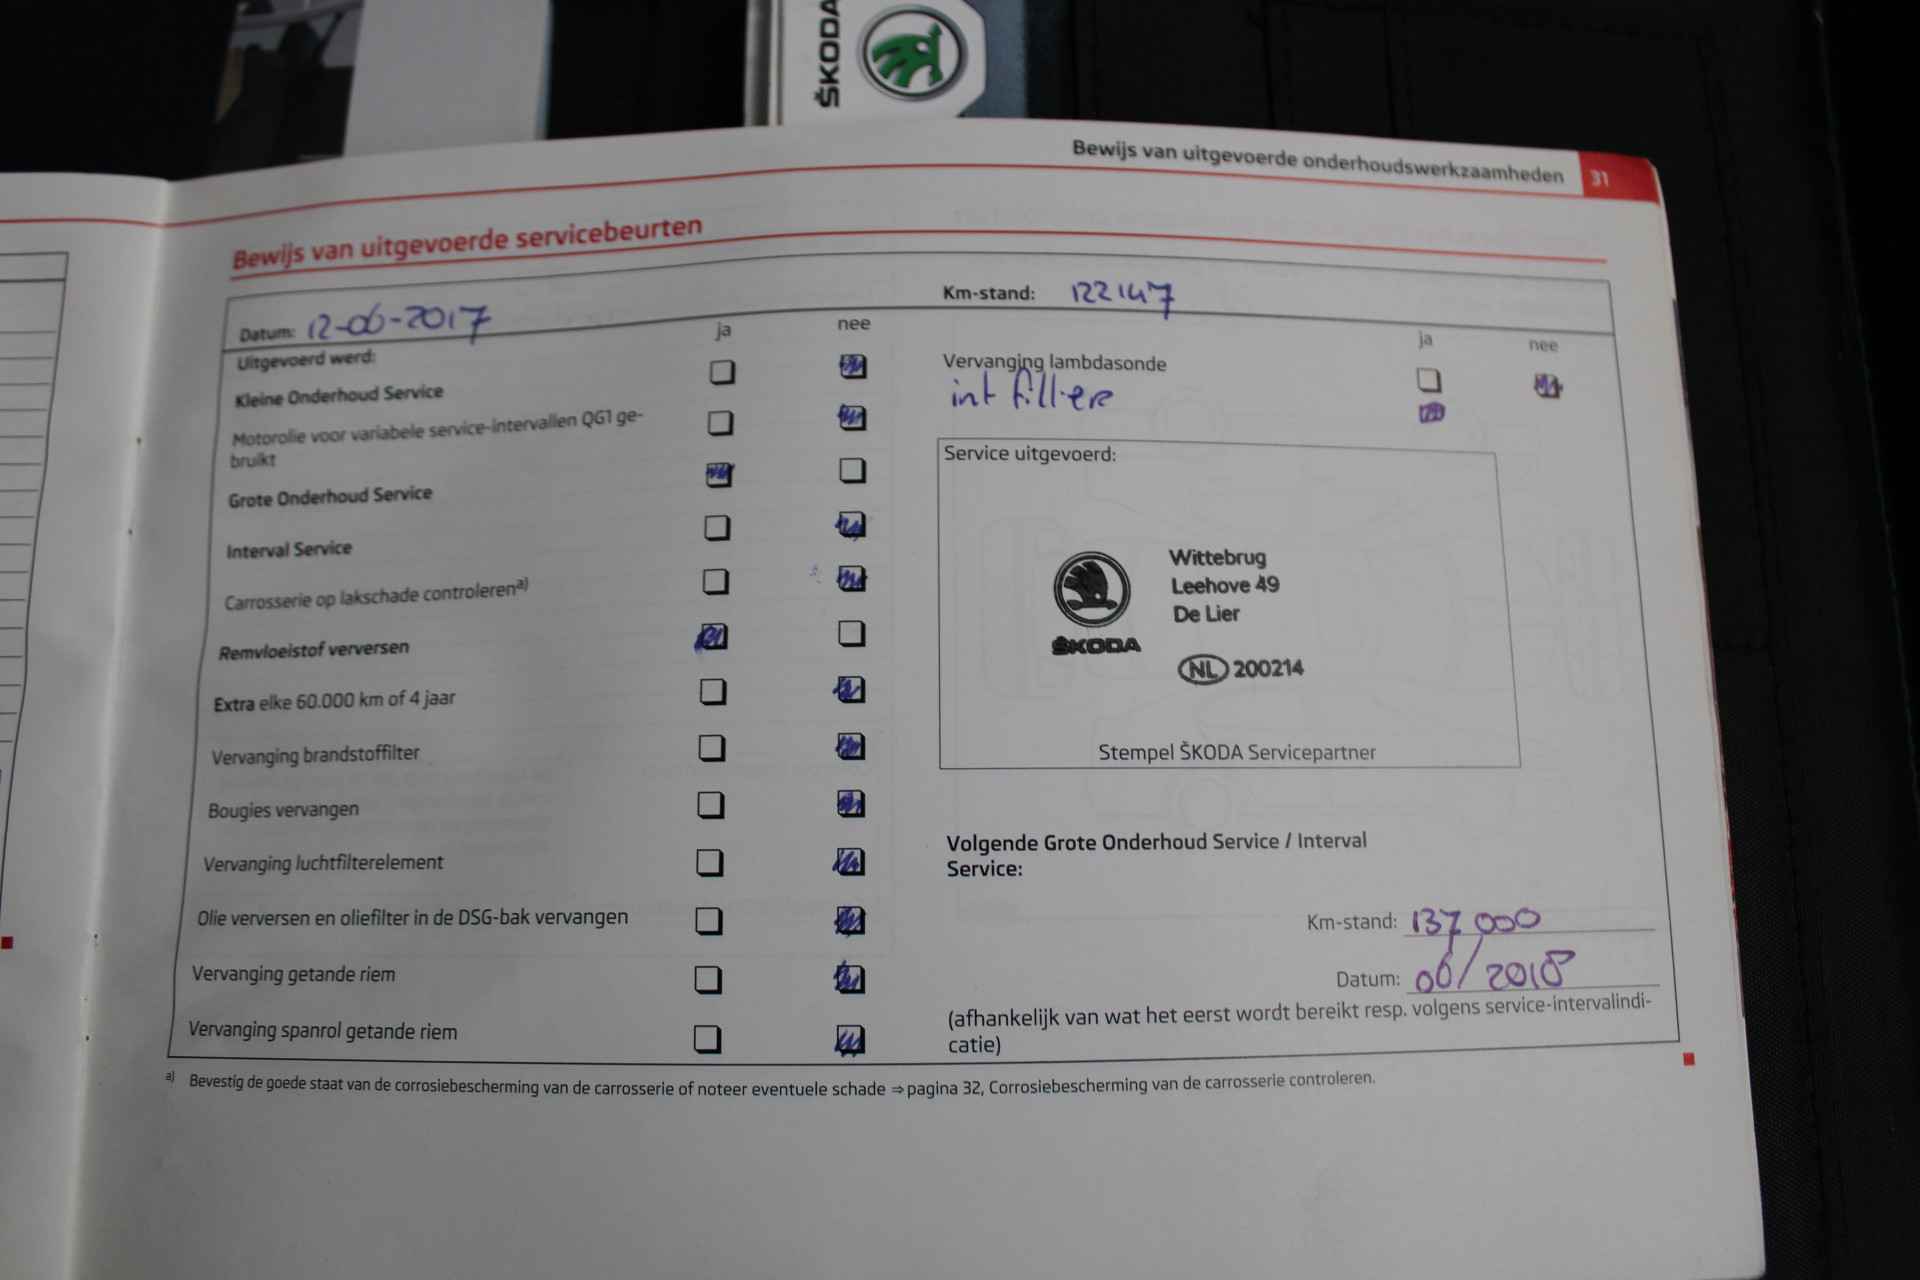 ŠKODA
Bewijs van uitgevoerde onderhoudswerkzaamheden 31
Bewijs van uitgevoerde servicebeurten
Datum: 12-06-2017
Km-stand: 122147
ja nee
Uitgevoerd werd:
Kleine Onderhoud Service
Motorolie voor variabele service-intervallen QG1 ge-
bruikt
Grote Onderhoud Service
Interval Service
Carrosserie op lakschade controleren a)
Remvloeistof verversen
Extra elke 60.000 km of 4 jaar
Vervanging brandstoffilter
Bougies vervangen
Vervanging luchtfilterelement
Olie verversen en oliefilter in de DSG-bak vervangen
Vervanging getande riem
Vervanging spanrol getande riem
ja nee
Vervanging lambdasonde
int filter
Service uitgevoerd:
Wittebrug
Leehove 49
De Lier
ŠKODA
NL 200214
Stempel ŠKODA Servicepartner
Volgende Grote Onderhoud Service / Interval
Service:
Km-stand: 137 000
Datum: 06/2018
(afhankelijk van wat het eerst wordt bereikt resp. volgens service-intervalindi-
catie)
a) Bevestig de goede staat van de corrosiebescherming van de carrosserie of noteer eventuele schade ⇒ pagina 32, Corrosiebescherming van de carrosserie controleren.